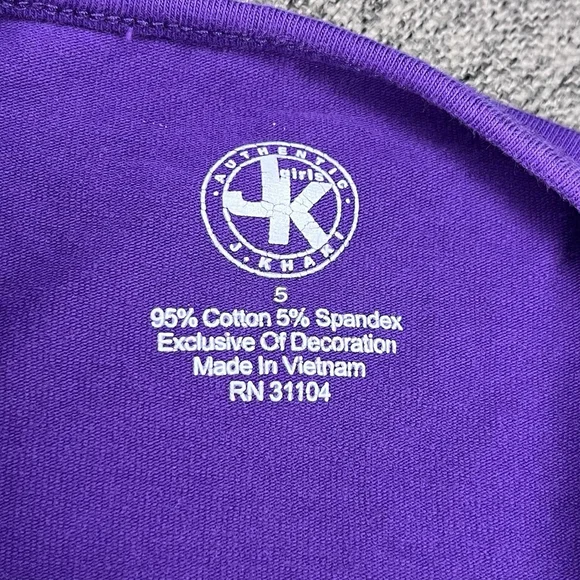 AUTHENTIC
girls
JK
J. KHAKI
5
95% Cotton 5% Spandex
Exclusive Of Decoration
Made In Vietnam
RN 31104